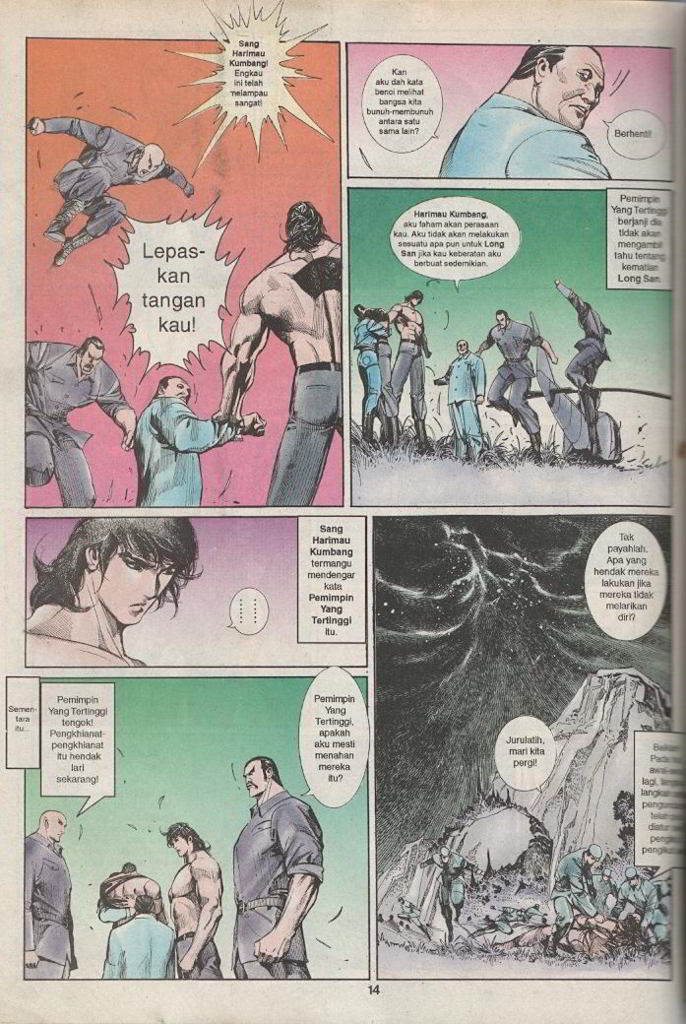 Sang
Harimau
Kumbang!
Engkau
ini telah
melampau
sangat!
Lepas-
kan
tangan
kau!
Kan
aku dah kata
benci melihat
bangsa kita
bunuh-membunuh
antara satu
sama lain?
Berhenti!
Harimau Kumbang,
aku faham akan perasaan
kau. Aku tidak akan melakukan
sesuatu apa pun untuk Long
San jika kau keberatan aku
berbuat sedemikian.
Pemimpin
Yang Tertinggi
berjanji dia
tidak akan
mengambil
tahu tentang
kematian
Long San.
Sang
Harimau
Kumbang
termangu
mendengar
kata
Pemimpin
Yang
Tertinggi
itu.
Semen-
tara
itu...
Pemimpin
Yang Tertinggi
tengok!
Pengkhianat-
pengkhianat
itu hendak
lari
sekarang!
Pemimpin
Yang
Tertinggi,
apakah
aku mesti
menahan
mereka
itu?
Tak
payahlah.
Apa yang
hendak mereka
lakukan jika
mereka tidak
melarikan
diri?
Jurulatih,
mari kita
pergi!
Pada
lagi,
14